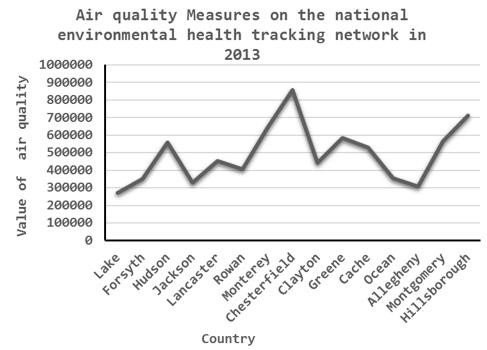 Air quality Measures on the national
environmental health tracking network in
2013
Value of air quality
1000000
900000
800000
700000
600000
500000
400000
300000
200000
100000
0
Lake
Forsyth
Hudson
Jackson
Lancaster
Rowan
Monterey
Chesterfield
Clayton
Greene
Cache
Ocean
Allegheny
Montgomery
Hillsborough
Country